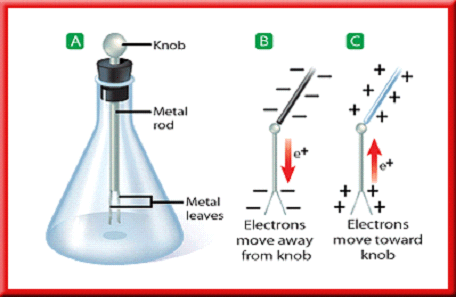 A
Knob
Metal
rod
Metal
leaves
B
e+
Electrons
move away
from knob
C
e+
Electrons
move toward
knob